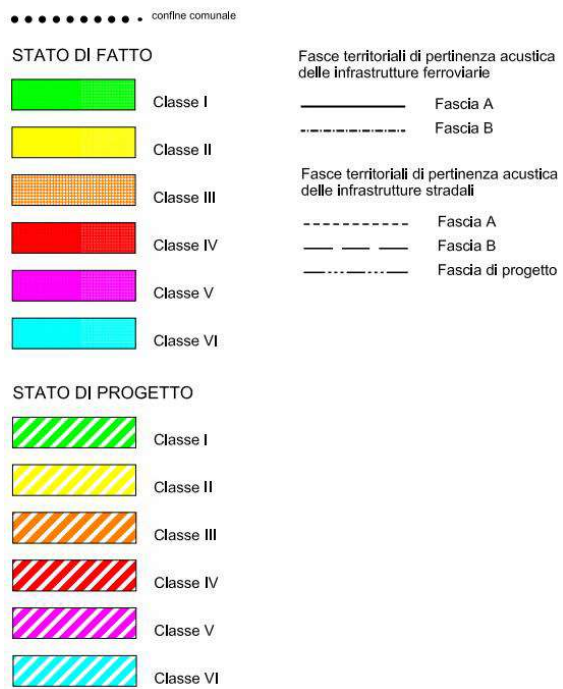 confine comunale
STATO DI FATTO
Classe I
Classe II
Classe III
Classe IV
Classe V
Classe VI
STATO DI PROGETTO
Classe I
Classe II
Classe III
Classe IV
Classe V
Classe VI
Fasce territoriali di pertinenza acustica
delle infrastrutture ferroviarie
Fascia A
Fascia B
Fasce territoriali di pertinenza acustica
delle infrastrutture stradali
Fascia A
Fascia B
Fascia di progetto